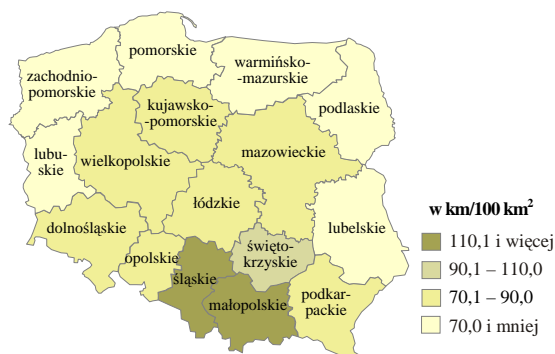 pomorskie
warmińsko-
-mazurskie
zachodnio-
pomorskie
podlaskie
kujawsko-
-pomorskie
lubu-
skie
wielkopolskie
mazowieckie
łódzkie
dolnośląskie
lubelskie
opolskie
święto-
krzyskie
śląskie
małopolskie
podkar-
packie
w km/100 km²
110,1 i więcej
90,1 – 110,0
70,1 – 90,0
70,0 i mniej